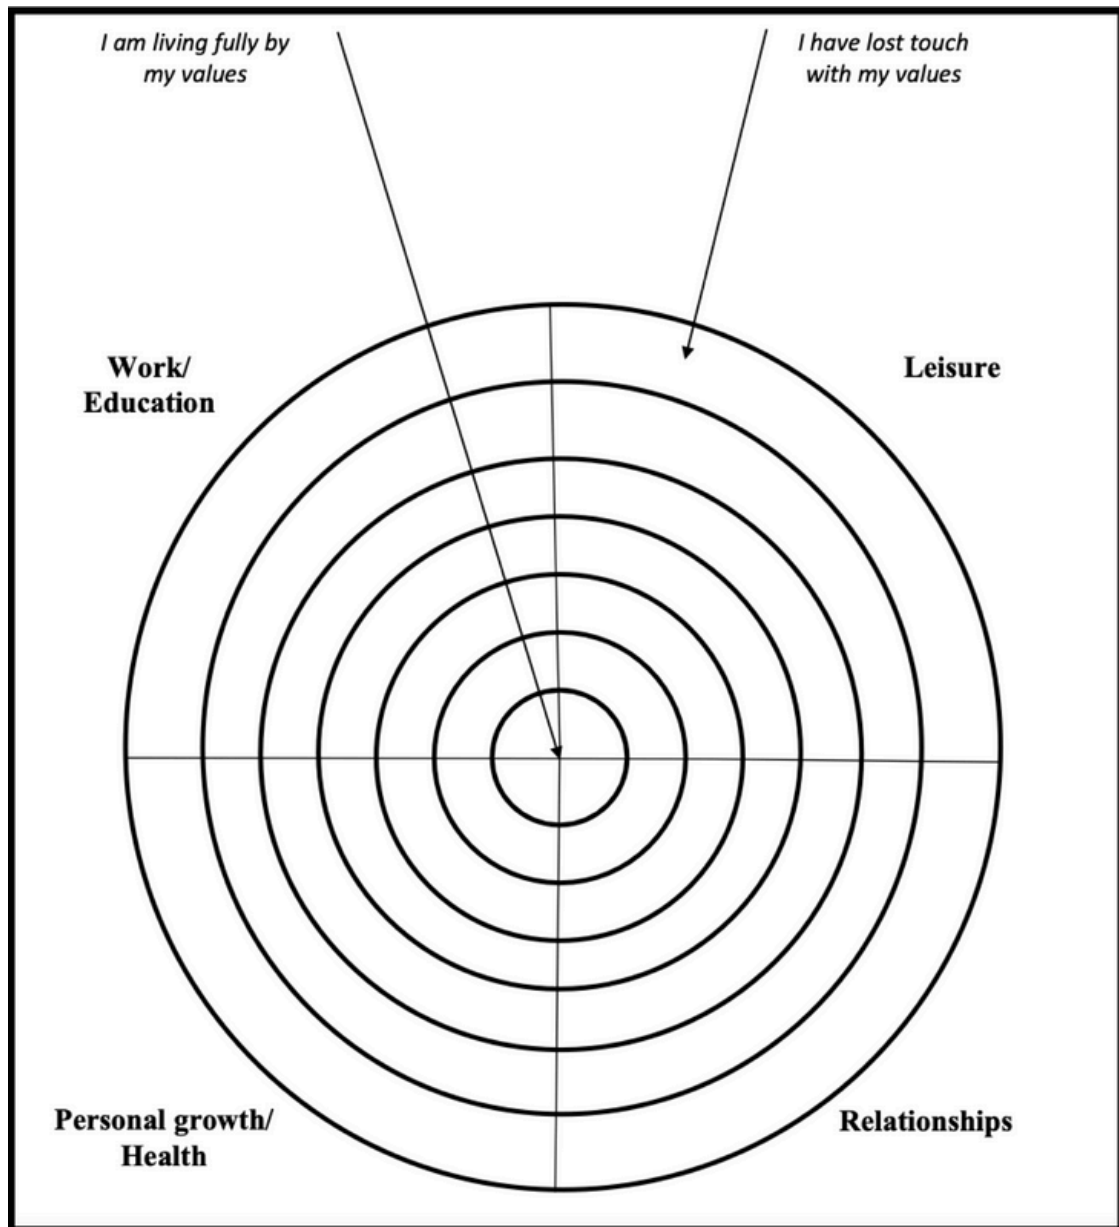 I am living fully by
my values
I have lost touch
with my values
Work/
Education
Leisure
Personal growth/
Health
Relationships